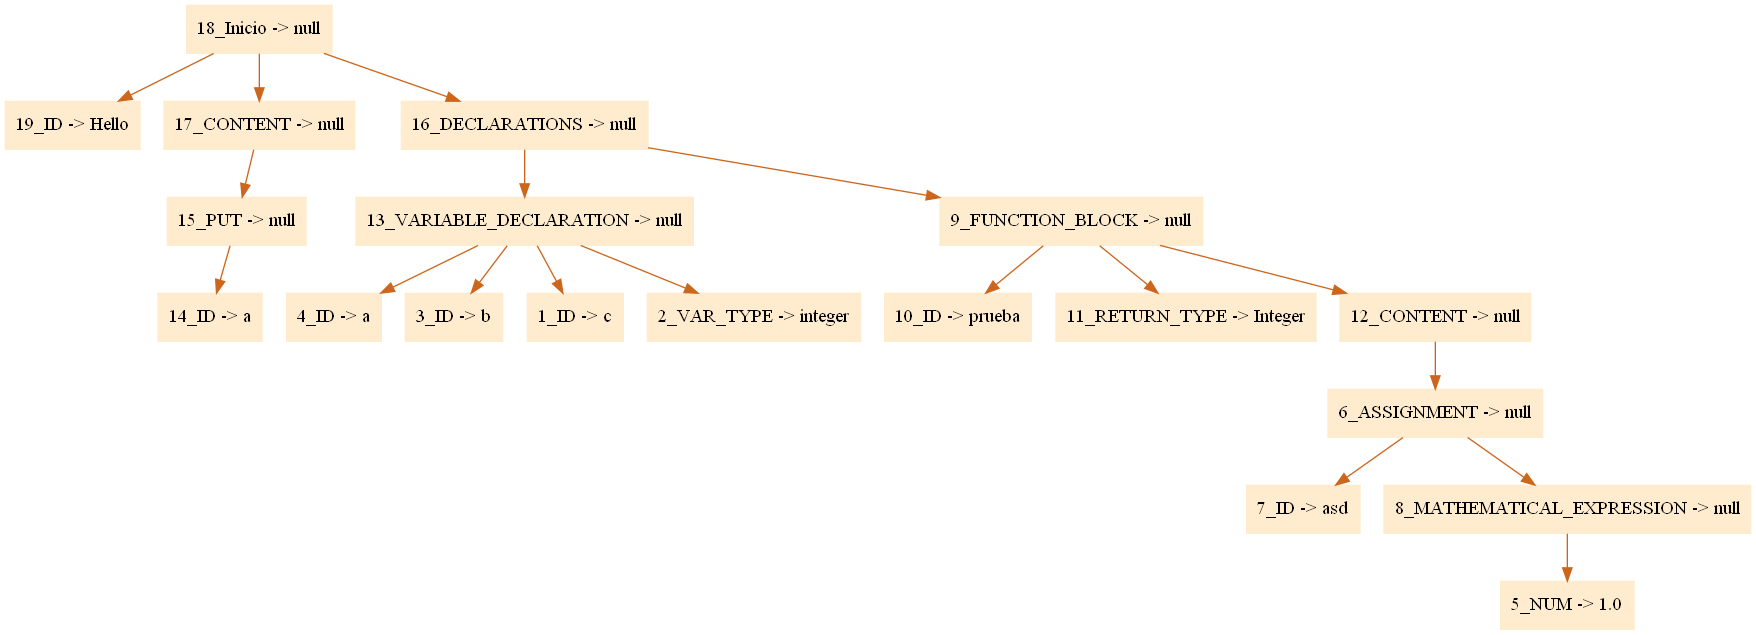 18_Inicio -> null
19_ID -> Hello
17_CONTENT -> null
16_DECLARATIONS -> null
15_PUT -> null
13_VARIABLE_DECLARATION -> null
9_FUNCTION_BLOCK -> null
14_ID -> a
4_ID -> a
3_ID -> b
1_ID -> c
2_VAR_TYPE -> integer
10_ID -> prueba
11_RETURN_TYPE -> Integer
12_CONTENT -> null
6_ASSIGNMENT -> null
7_ID -> asd
8_MATHEMATICAL_EXPRESSION -> null
5_NUM -> 1.0